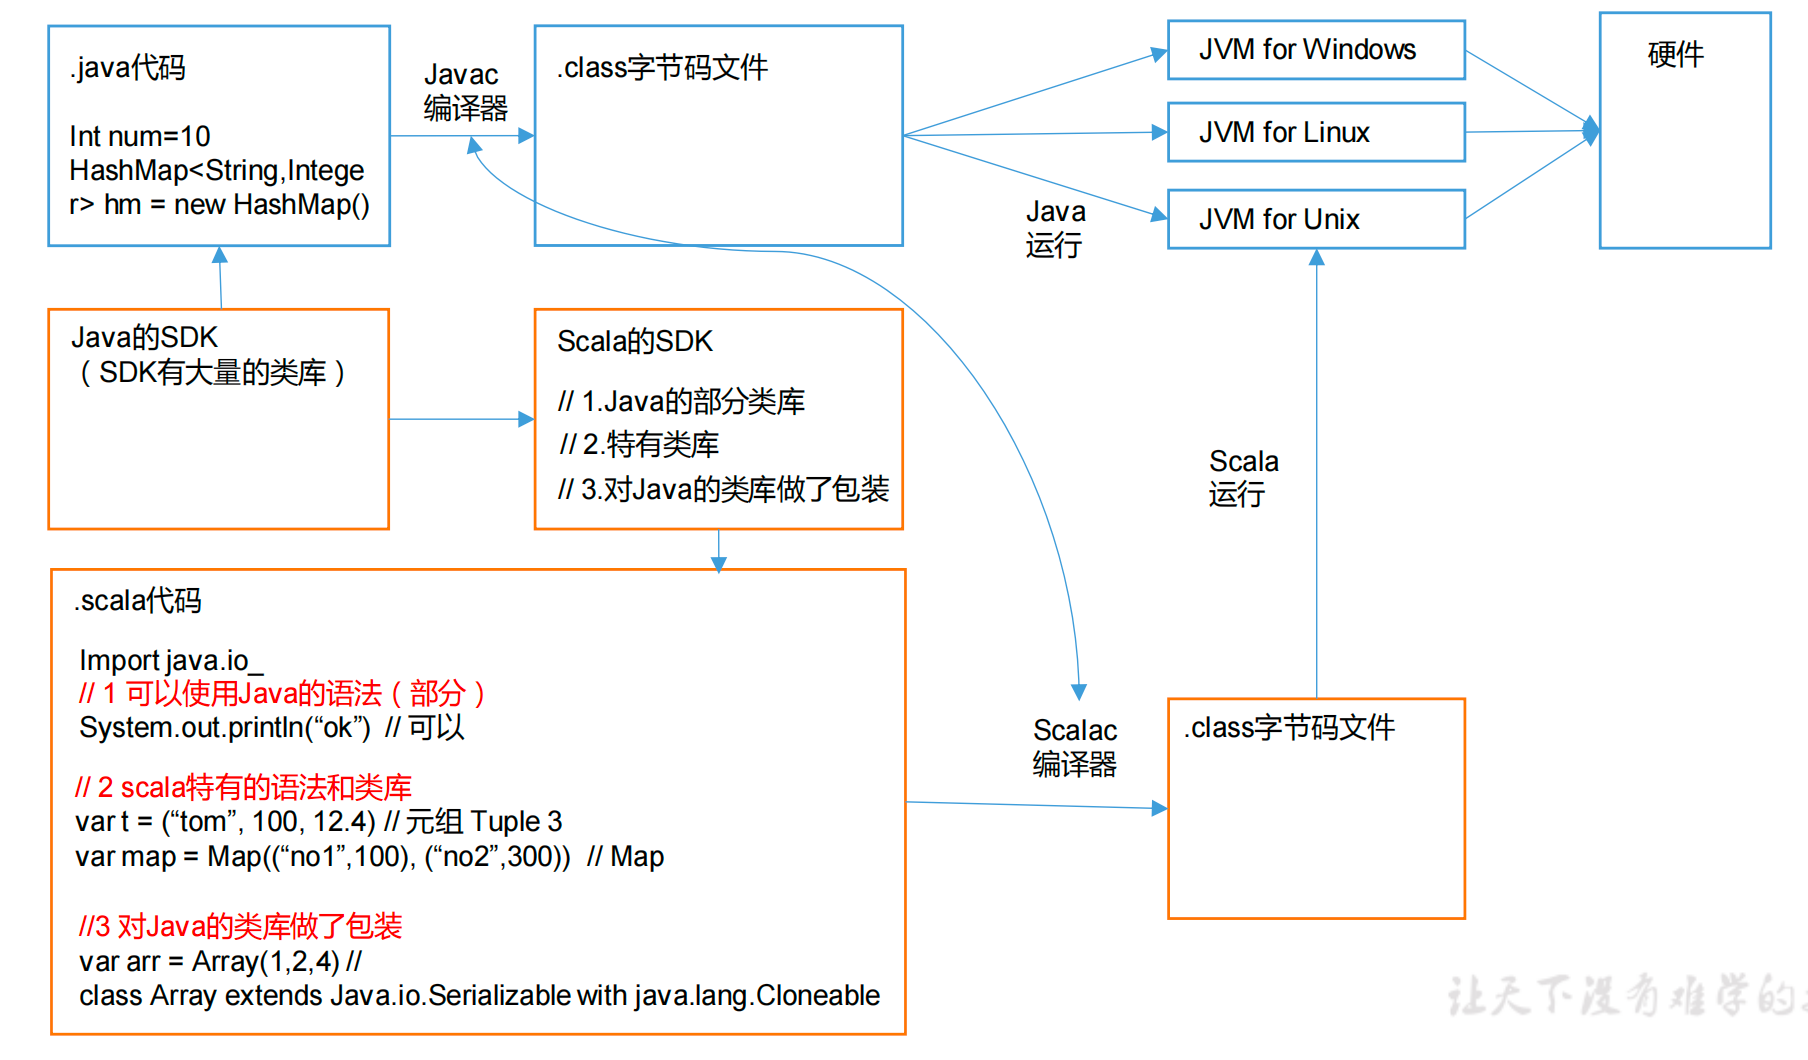 .java代码
Int num=10
HashMap<String,Intege
r> hm = new HashMap()
Javac
编译器
.class字节码文件
Java
运行
JVM for Windows
JVM for Linux
JVM for Unix
硬件
Java的SDK
（SDK有大量的类库）
Scala的SDK
// 1.Java的部分类库
// 2.特有类库
// 3.对Java的类库做了包装
Scala
运行
.scala代码
Import java.io_
// 1 可以使用Java的语法（部分）
System.out.println(“ok”) // 可以
// 2 scala特有的语法和类库
var t = (“tom”, 100, 12.4) // 元组 Tuple 3
var map = Map((“no1”,100), (“no2”,300)) // Map
//3 对Java的类库做了包装
var arr = Array(1,2,4) //
class Array extends Java.io.Serializable with java.lang.Cloneable
Scalac
编译器
.class字节码文件
让天下没有难学的